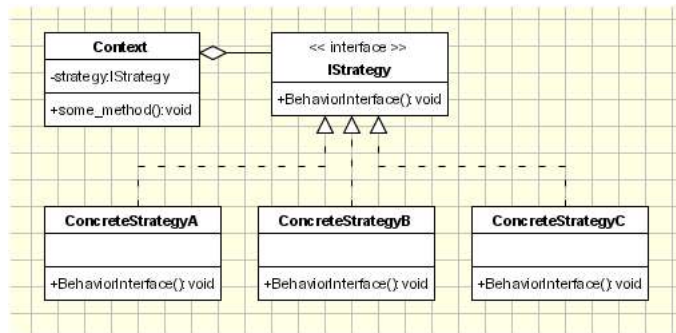 Context
-strategy:IStrategy
+some_method():void
<< interface >>
IStrategy
+BehaviorInterface():void
ConcreteStrategyA
+BehaviorInterface():void
ConcreteStrategyB
+BehaviorInterface():void
ConcreteStrategyC
+BehaviorInterface():void